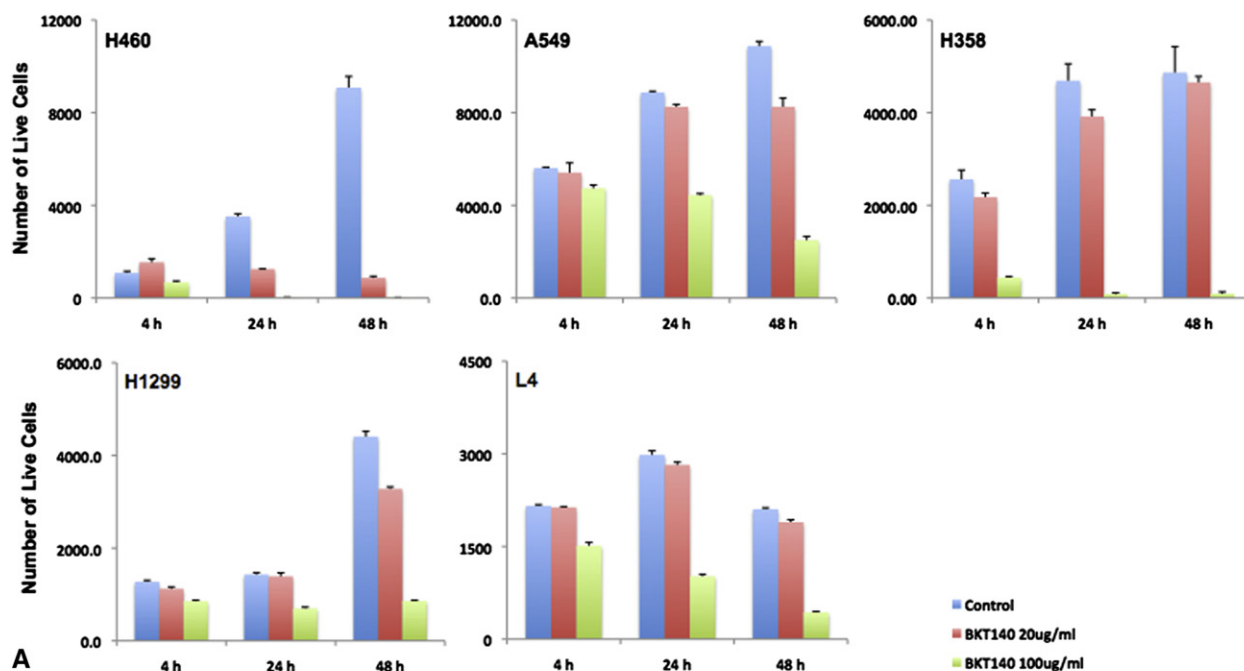 H460
Number of Live Cells
12000
8000
4000
0
4 h 24 h 48 h
A549
12000.0
8000.0
4000.0
0.0
4 h 24 h 48 h
H358
6000.00
4000.00
2000.00
0.00
4 h 24 h 48 h
H1299
Number of Live Cells
6000.0
4000.0
2000.0
0.0
4 h 24 h 48 h
L4
4500
3000
1500
0
4 h 24 h 48 h
Control
BKT140 20ug/ml
BKT140 100ug/ml
A